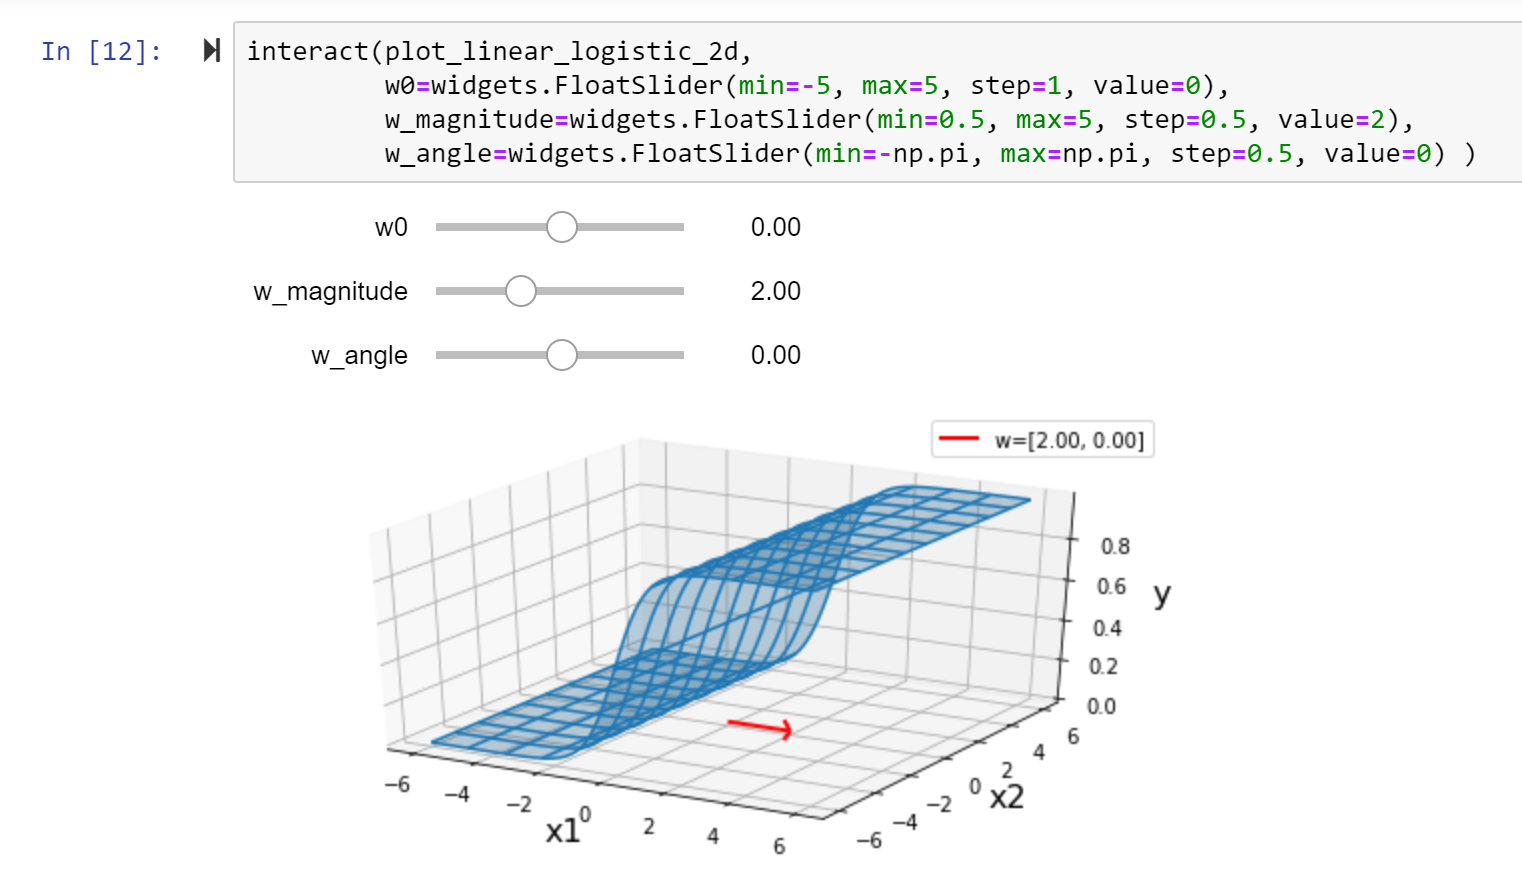 In [12]:
interact(plot_linear_logistic_2d,
w0=widgets.FloatSlider(min=-5, max=5, step=1, value=0),
w_magnitude=widgets.FloatSlider(min=0.5, max=5, step=0.5, value=2),
w_angle=widgets.FloatSlider(min=-np.pi, max=np.pi, step=0.5, value=0) )
w0 0.00
w_magnitude 2.00
w_angle 0.00
w=[2.00, 0.00]
0.8
0.6
0.4
0.2
0.0
y
−6 −4 −2 0 2 4 6
x1
−6 −4 −2 0 2 4 6
x2